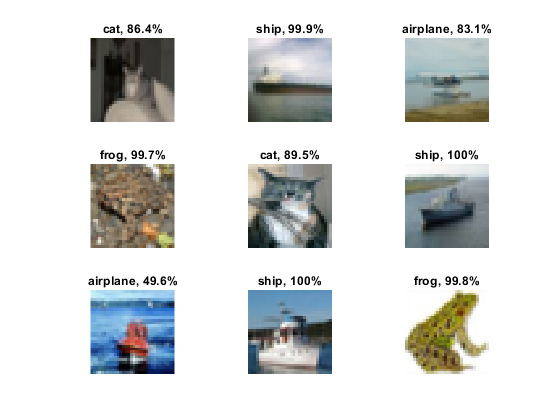 cat, 86.4%
ship, 99.9%
airplane, 83.1%
frog, 99.7%
cat, 89.5%
ship, 100%
airplane, 49.6%
ship, 100%
frog, 99.8%